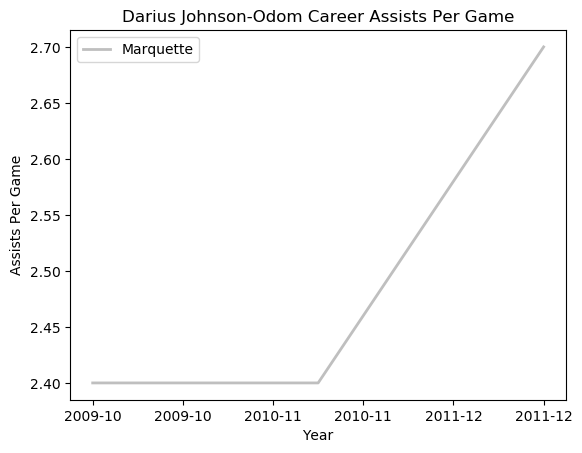 Darius Johnson-Odom Career Assists Per Game
Marquette
2.70
2.65
2.60
2.55
2.50
2.45
2.40
Assists Per Game
2009-10 2009-10 2010-11 2010-11 2011-12 2011-12
Year